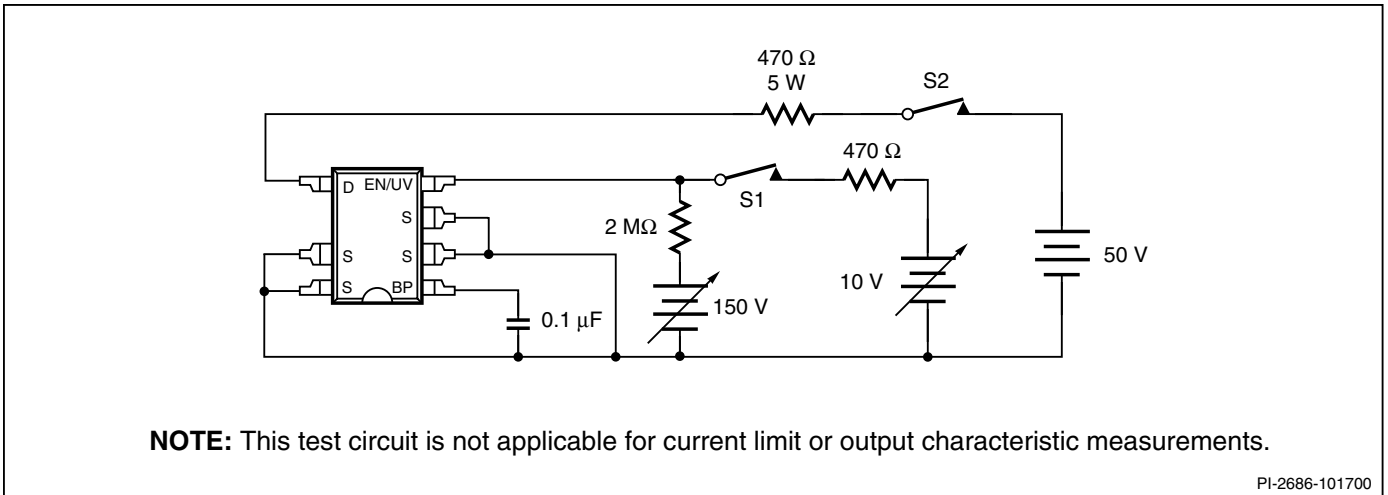 470 Ω
5 W
S2
470 Ω
D EN/UV
S1
S
2 MΩ
S S
50 V
10 V
S BP
150 V
0.1 μF
NOTE: This test circuit is not applicable for current limit or output characteristic measurements.
PI-2686-101700